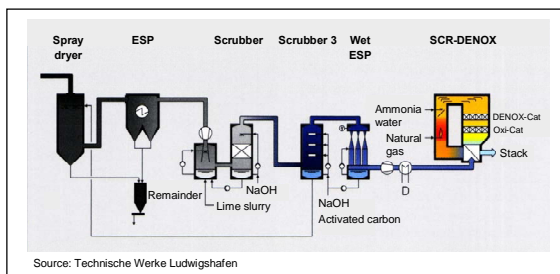 Spray dryer
ESP
Scrubber
Scrubber 3
Wet ESP
SCR-DENOX
Ammonia water
Natural gas
DENOX-Cat
Oxi-Cat
Stack
Remainder
NaOH
Lime slurry
NaOH
Activated carbon
D
Source: Technische Werke Ludwigshafen